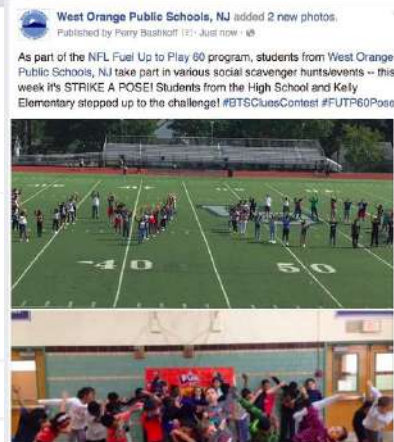 West Orange Public Schools, NJ added 2 new photos.
Published by Perry Bashkoff · Just now ·
As part of the NFL Fuel Up to Play 60 program, students from West Orange
Public Schools, NJ take part in various social scavenger hunts/events -- this
week it's STRIKE A POSE! Students from the High School and Kelly
Elementary stepped up to the challenge! #BTSCluesContest #FUTP60Pose
40
50